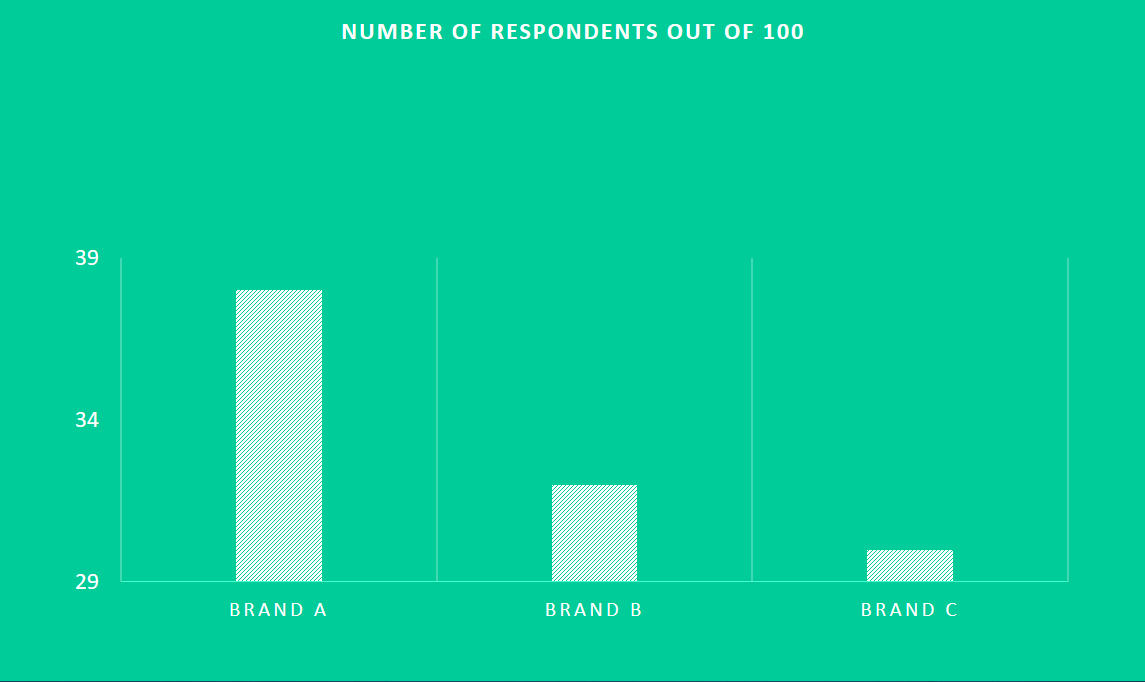 NUMBER OF RESPONDENTS OUT OF 100
39
34
29
BRAND A
BRAND B
BRAND C